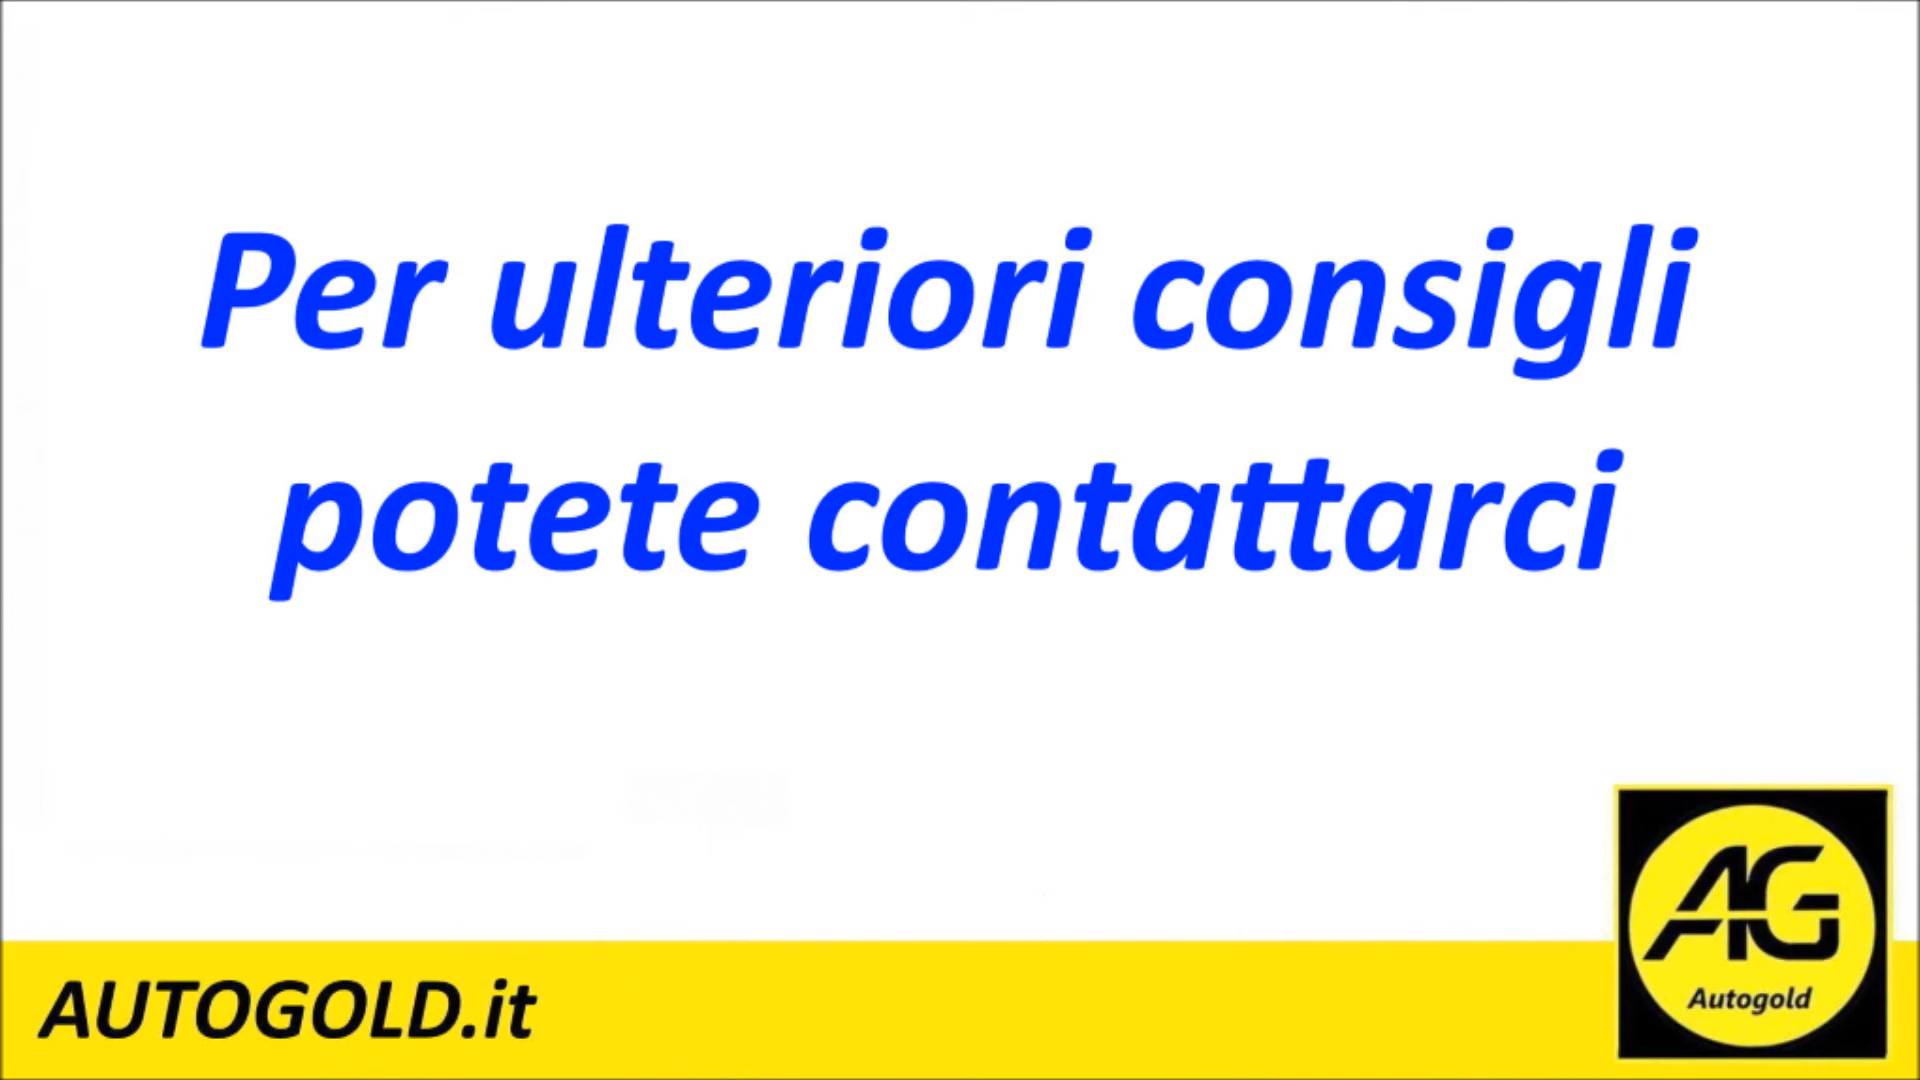 Per ulteriori consigli
potete contattarci
AUTOGOLD.it
AG
Autogold